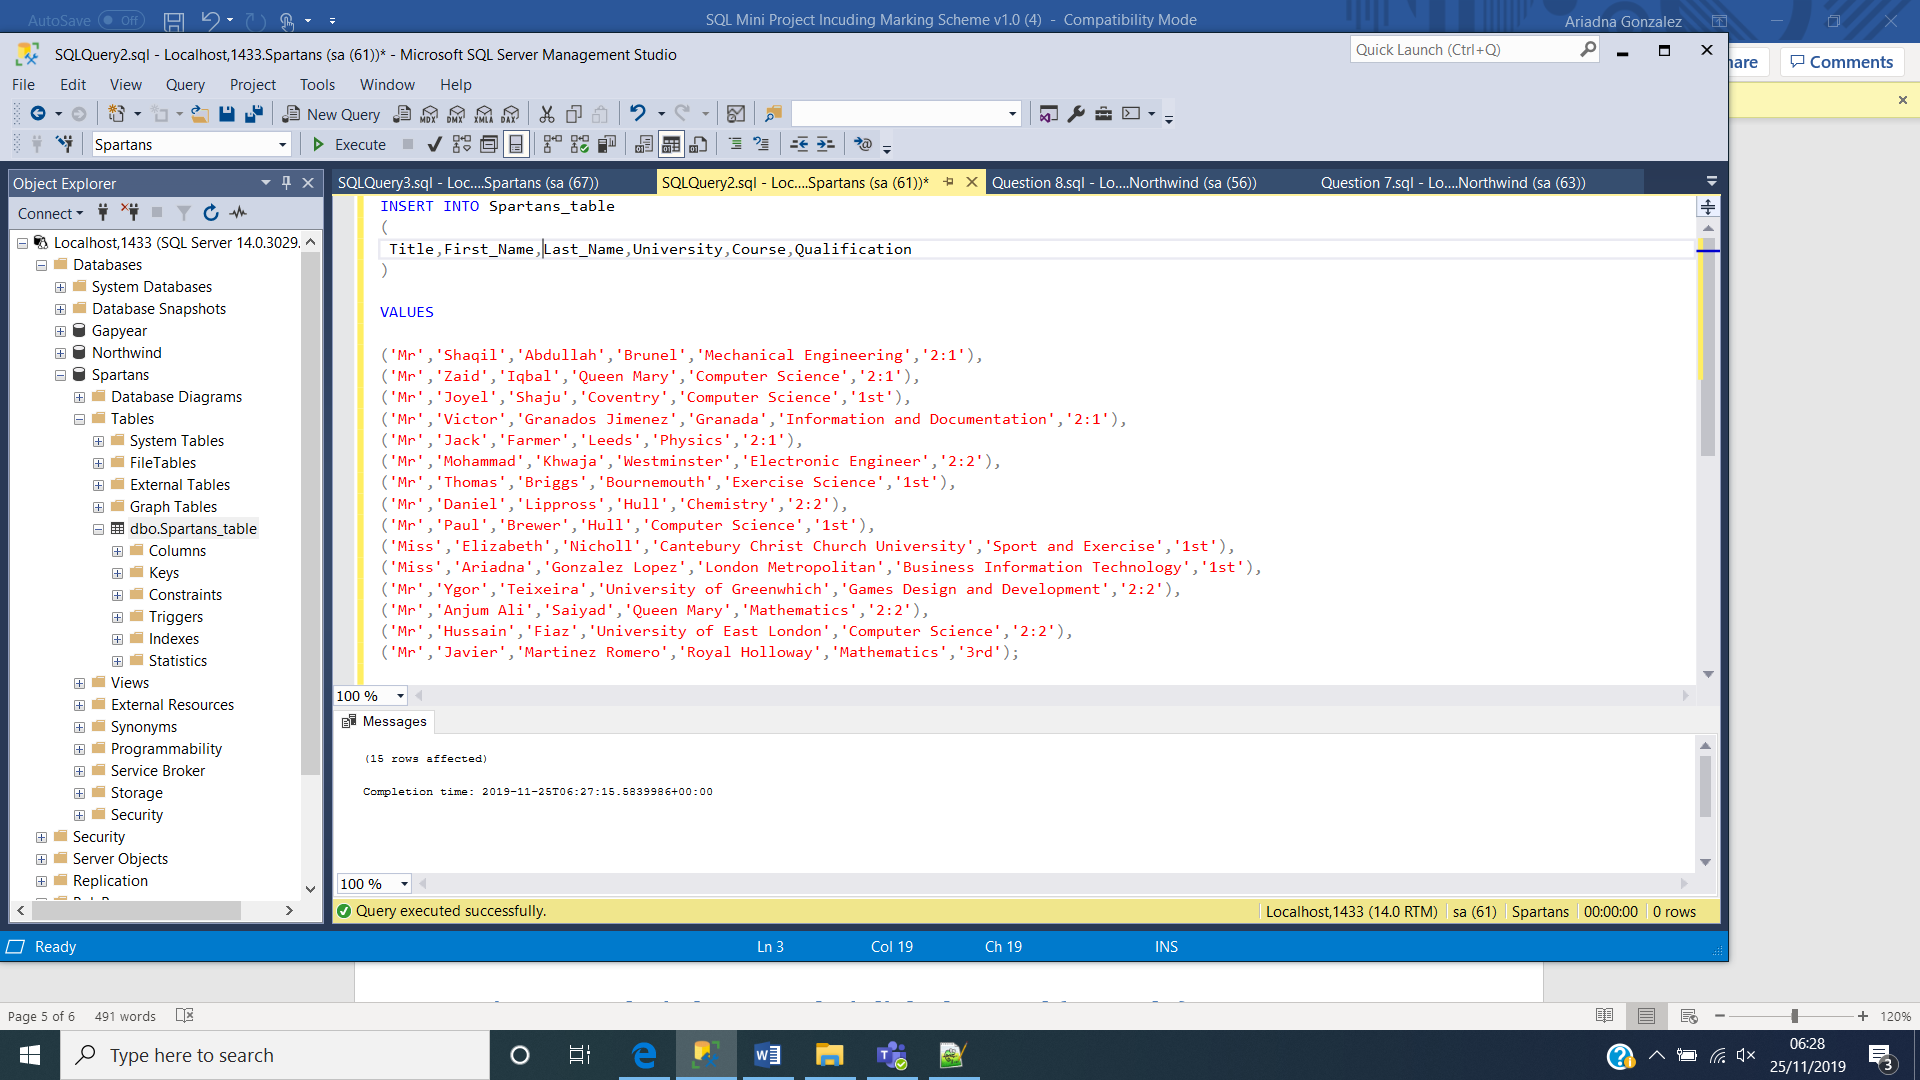 AutoSave Off
SQL Mini Project Incuding Marking Scheme v1.0 (4) - Compatibility Mode
Ariadna Gonzalez
SQLQuery2.sql - Localhost,1433.Spartans (sa (61))* - Microsoft SQL Server Management Studio
Quick Launch (Ctrl+Q)
Comments
File Edit View Query Project Tools Window Help
New Query MDX DMX XMLA DAX
Spartans
Execute
Object Explorer
SQLQuery3.sql - Loc....Spartans (sa (67))
SQLQuery2.sql - Loc....Spartans (sa (61))*
Question 8.sql - Lo....Northwind (sa (56))
Question 7.sql - Lo....Northwind (sa (63))
Connect
Localhost,1433 (SQL Server 14.0.3029.
Databases
System Databases
Database Snapshots
Gapyear
Northwind
Spartans
Database Diagrams
Tables
System Tables
FileTables
External Tables
Graph Tables
dbo.Spartans_table
Columns
Keys
Constraints
Triggers
Indexes
Statistics
Views
External Resources
Synonyms
Programmability
Service Broker
Storage
Security
Security
Server Objects
Replication
INSERT INTO Spartans_table
(
Title,First_Name,Last_Name,University,Course,Qualification
)
VALUES
('Mr','Shaqil','Abdullah','Brunel','Mechanical Engineering','2:1'),
('Mr','Zaid','Iqbal','Queen Mary','Computer Science','2:1'),
('Mr','Joyel','Shaju','Coventry','Computer Science','1st'),
('Mr','Victor','Granados Jimenez','Granada','Information and Documentation','2:1'),
('Mr','Jack','Farmer','Leeds','Physics','2:1'),
('Mr','Mohammad','Khwaja','Westminster','Electronic Engineer','2:2'),
('Mr','Thomas','Briggs','Bournemouth','Exercise Science','1st'),
('Mr','Daniel','Lippross','Hull','Chemistry','2:2'),
('Mr','Paul','Brewer','Hull','Computer Science','1st'),
('Miss','Elizabeth','Nicholl','Cantebury Christ Church University','Sport and Exercise','1st'),
('Miss','Ariadna','Gonzalez Lopez','London Metropolitan','Business Information Technology','1st'),
('Mr','Ygor','Teixeira','University of Greenwhich','Games Design and Development','2:2'),
('Mr','Anjum Ali','Saiyad','Queen Mary','Mathematics','2:2'),
('Mr','Hussain','Fiaz','University of East London','Computer Science','2:2'),
('Mr','Javier','Martinez Romero','Royal Holloway','Mathematics','3rd');
100 %
Messages
(15 rows affected)
Completion time: 2019-11-25T06:27:15.5839986+00:00
100 %
Query executed successfully.
Localhost,1433 (14.0 RTM) sa (61) Spartans 00:00:00 0 rows
Ready Ln 3 Col 19 Ch 19 INS
Page 5 of 6 491 words 120%
Type here to search
06:28
25/11/2019
3